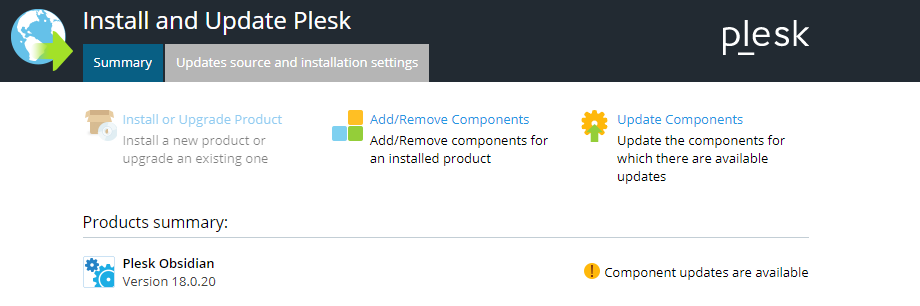 Install and Update Plesk
plesk
Summary
Updates source and installation settings
Install or Upgrade Product
Install a new product or
upgrade an existing one
Add/Remove Components
Add/Remove components for
an installed product
Update Components
Update the components for
which there are available
updates
Products summary:
Plesk Obsidian
Version 18.0.20
Component updates are available